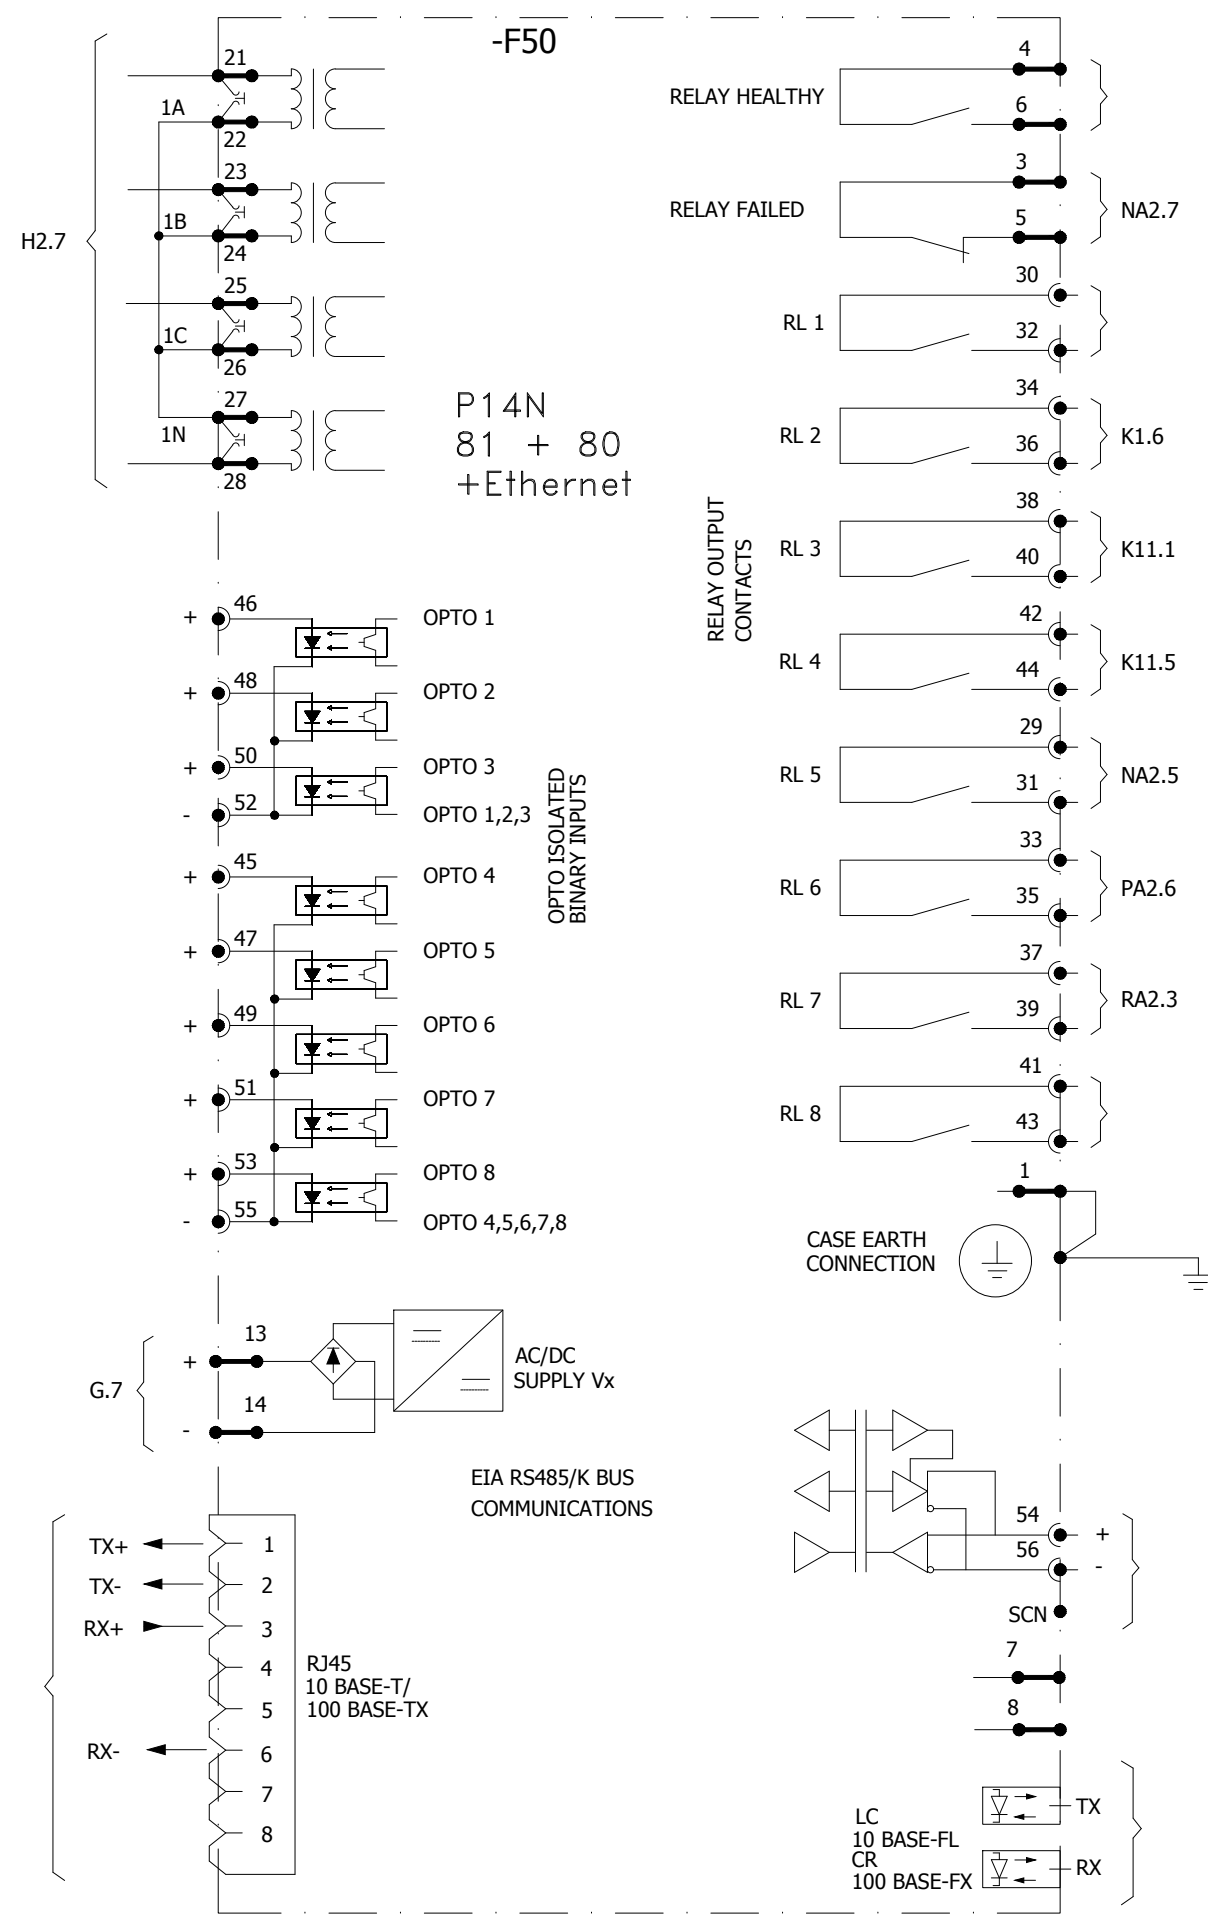 -F50
21
1A
22
23
1B
24
25
1C
26
27
1N
28
H2.7
P14N
81 + 80
+Ethernet
+ 46 OPTO 1
+ 48 OPTO 2
+ 50 OPTO 3
- 52 OPTO 1,2,3
+ 45 OPTO 4
+ 47 OPTO 5
+ 49 OPTO 6
+ 51 OPTO 7
+ 53 OPTO 8
- 55 OPTO 4,5,6,7,8
OPTO ISOLATED
BINARY INPUTS
G.7
+ 13
- 14
AC/DC
SUPPLY Vx
EIA RS485/K BUS
COMMUNICATIONS
TX+ 1
TX- 2
RX+ 3
4
5
RX- 6
7
8
RJ45
10 BASE-T/
100 BASE-TX
4
RELAY HEALTHY
6
3
RELAY FAILED NA2.7
5
30
RL 1
32
34
RL 2 K1.6
36
38
RL 3 K11.1
40
42
RL 4 K11.5
44
29
RL 5 NA2.5
31
33
RL 6 PA2.6
35
37
RL 7 RA2.3
39
41
RL 8
43
RELAY OUTPUT
CONTACTS
1
CASE EARTH
CONNECTION
54 +
56 -
SCN
7
8
TX
LC
10 BASE-FL
CR
100 BASE-FX
RX